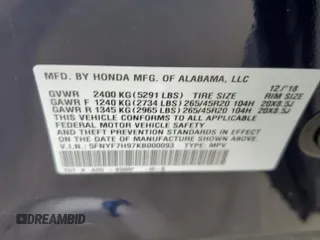 MFD. BY HONDA MFG. OF ALABAMA, LLC
12/'18
GVWR 2400 KG(5291 LBS) TIRE SIZE RIM SIZE
GAWR F 1240 KG(2734 LBS) 265/45R20 104H 20X8.5J
GAWR R 1345 KG(2965 LBS) 265/45R20 104H 20X8.5J
THIS VEHICLE CONFORMS TO ALL APPLICABLE
FEDERAL MOTOR VEHICLE SAFETY STANDARDS
IN EFFECT ON THE DATE OF MANUFACTURE
SHOWN ABOVE.
V.I.N.: 5FNYF7H97KB000093 TYPE: MPV
DREAMBID